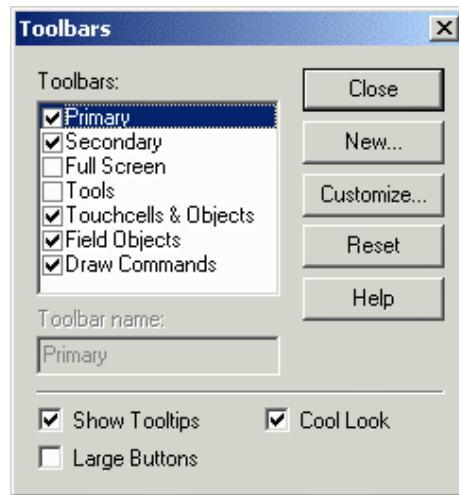 Toolbars
Toolbars:
Primary
Secondary
Full Screen
Tools
Touchcells & Objects
Field Objects
Draw Commands
Close
New...
Customize...
Reset
Help
Toolbar name:
Primary
Show Tooltips
Cool Look
Large Buttons